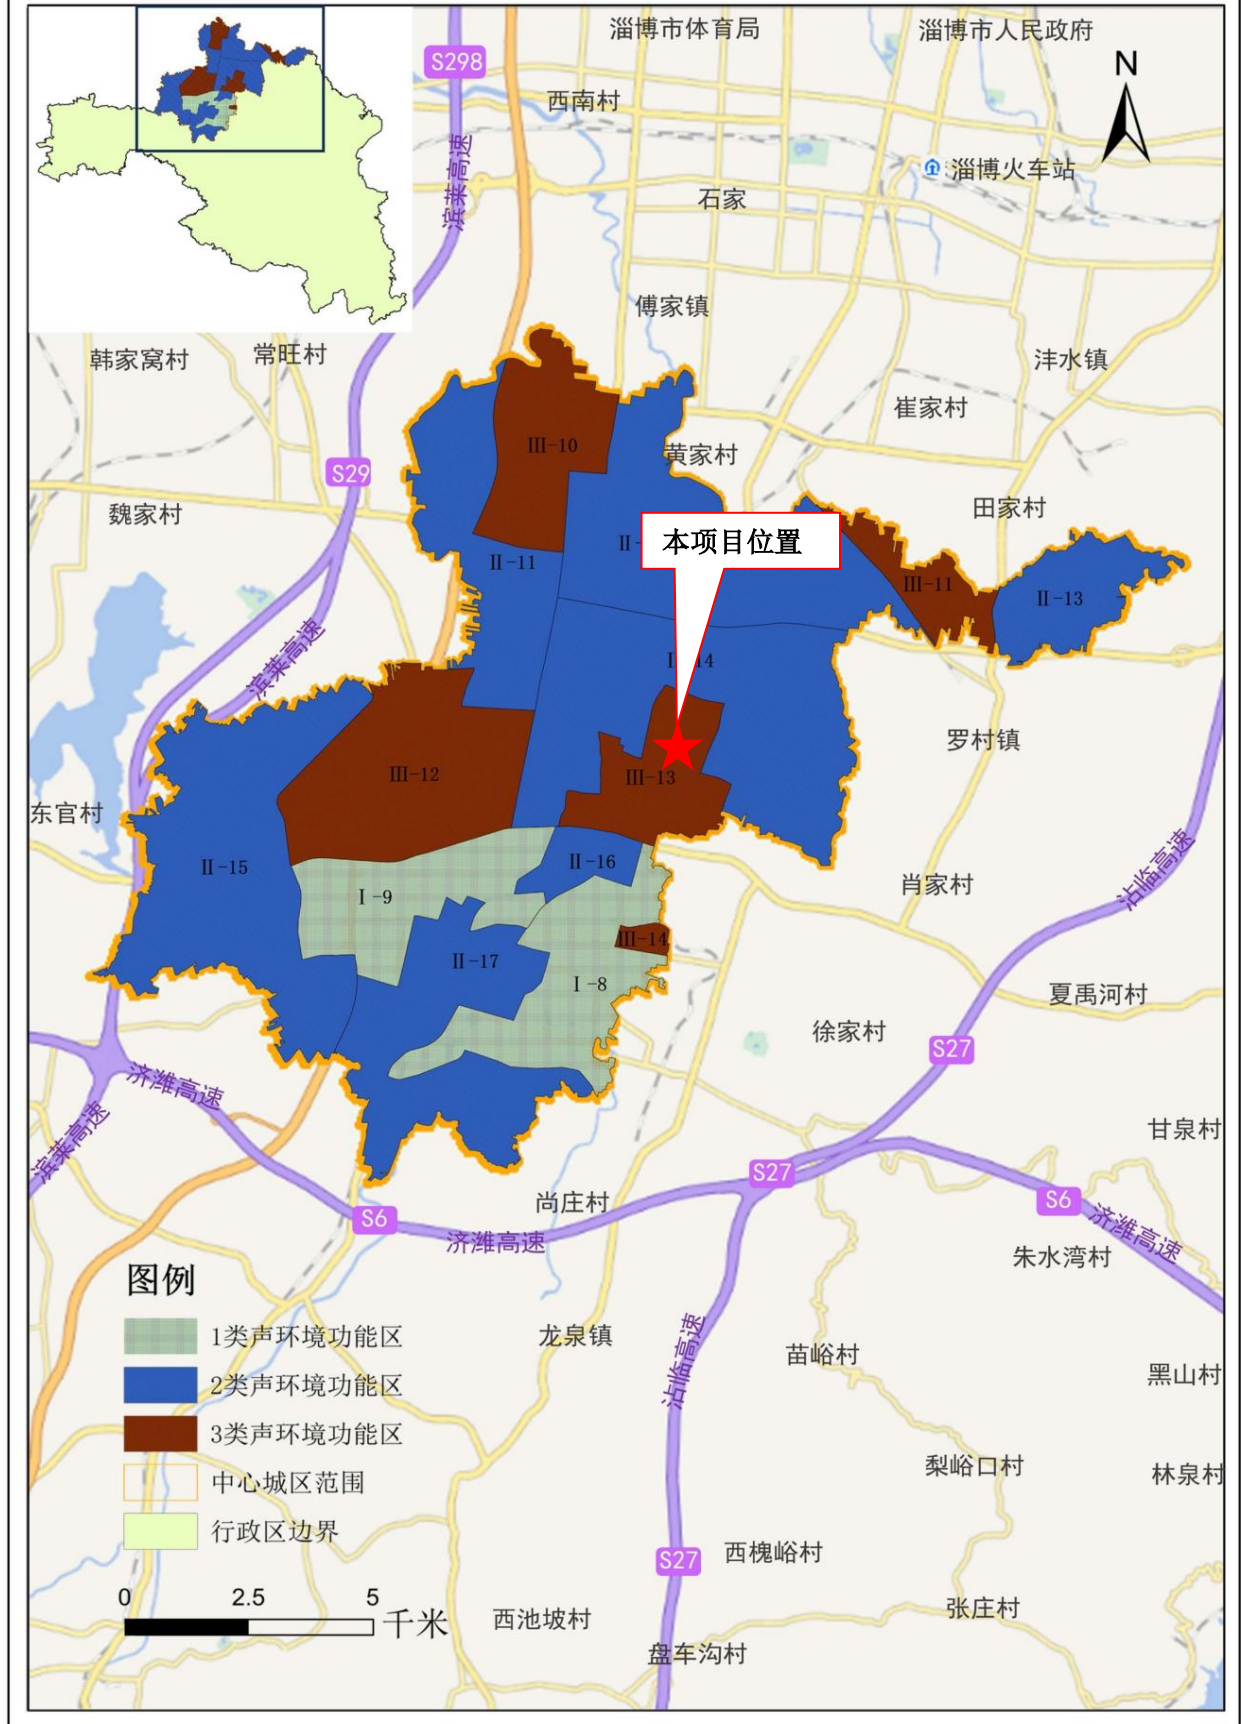 淄博市体育局
淄博市人民政府
S298
N
西南村
滨莱高速
淄博火车站
石家
傅家镇
韩家窝村
常旺村
沣水镇
崔家村
III-10
黄家村
S29
魏家村
田家村
II-
本项目位置
II-11
III-11
II-13
滨莱高速
14
罗村镇
III-12
III-13
东官村
II-15
II-16
肖家村
沾临高速
I-9
III-14
II-17
I-8
夏禹河村
徐家村
S27
济潍高速
滨莱高速
甘泉村
S27
尚庄村
S6
S6
济潍高速
济潍高速
朱水湾村
图例
1类声环境功能区
2类声环境功能区
3类声环境功能区
中心城区范围
行政区边界
龙泉镇
沾临高速
苗峪村
黑山村
梨峪口村
林泉村
S27
西槐峪村
0 2.5 5
千米
西池坡村
张庄村
盘车沟村